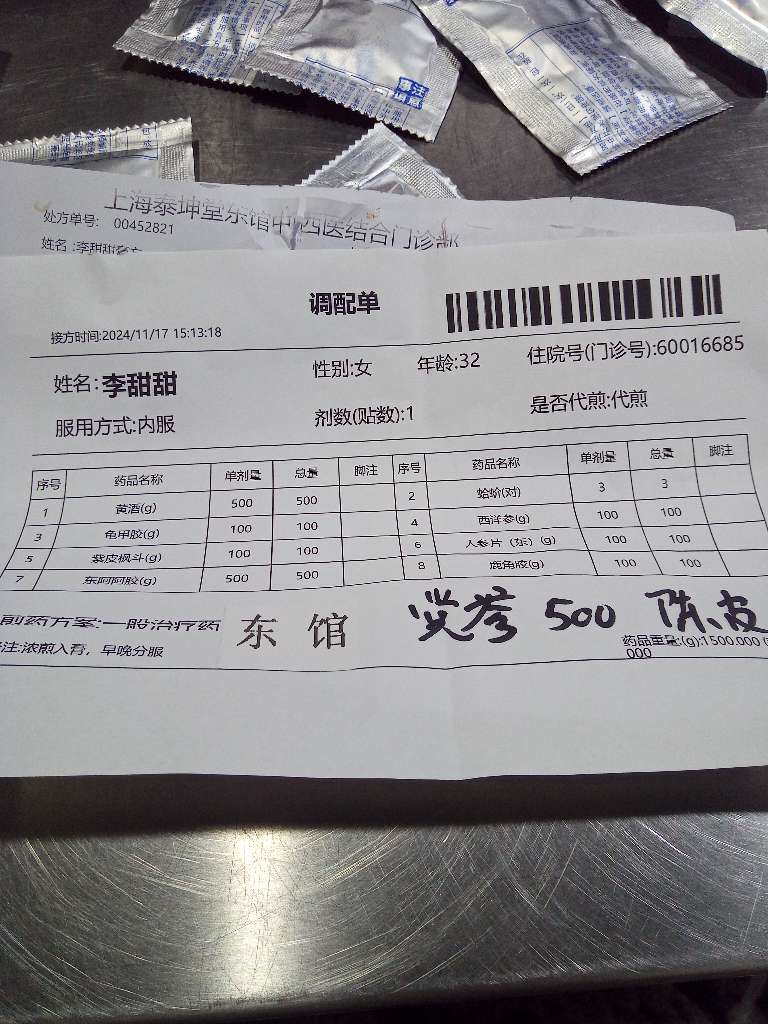 注
意
上海泰坤堂东馆中西医结合门诊部
处方单号: 00452821
姓名:李甜甜
调配单
接方时间:2024/11/17 15:13:18
姓名:李甜甜 性别:女 年龄:32 住院号(门诊号):60016685
服用方式:内服 剂数(贴数):1 是否代煎:代煎
序号 药品名称 单剂量 总量 脚注 序号 药品名称 单剂量 总量 脚注
1 黄酒(g) 500 500 2 蛤蚧(对) 3 3
3 龟甲胶(g) 100 100 4 西洋参(g) 100 100
5 紫皮枫斗(g) 100 100 6 人参片（东）(g) 100 100
7 东阿阿胶(g) 500 500 8 鹿角胶(g) 100 100
煎药方案:一般治疗药 东 馆 500 陈皮
注:浓煎入膏，早晚分服 药品重量:(g):1500.000(
000